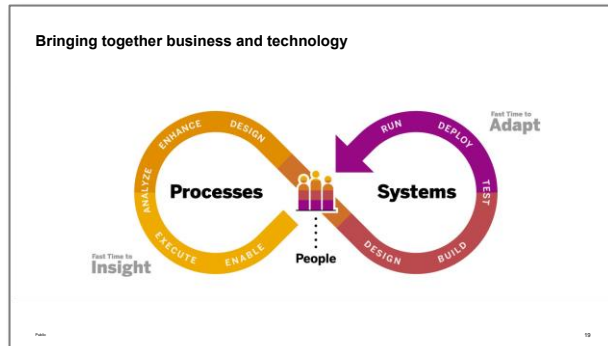 Bringing together business and technology
Fast Time to
Adapt
ENHANCE
DESIGN
RUN
DEPLOY
ANALYZE
Processes
Systems
TEST
EXECUTE
ENABLE
People
DESIGN
BUILD
Fast Time to
Insight
Public
19